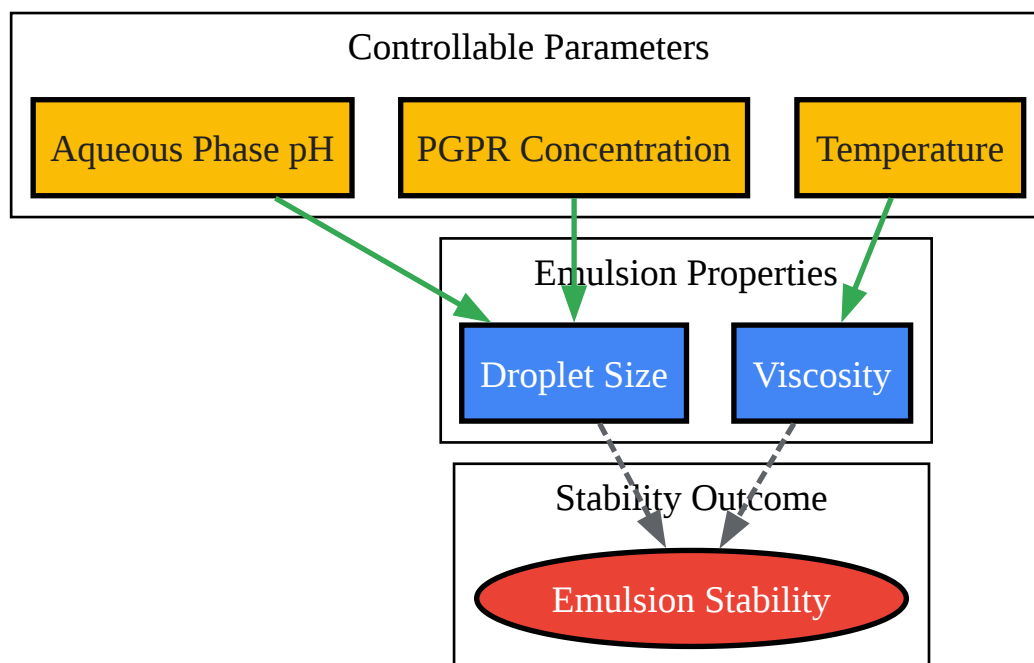 Controllable Parameters
Aqueous Phase pH
PGPR Concentration
Temperature
Emulsion Properties
Droplet Size
Viscosity
Stability Outcome
Emulsion Stability